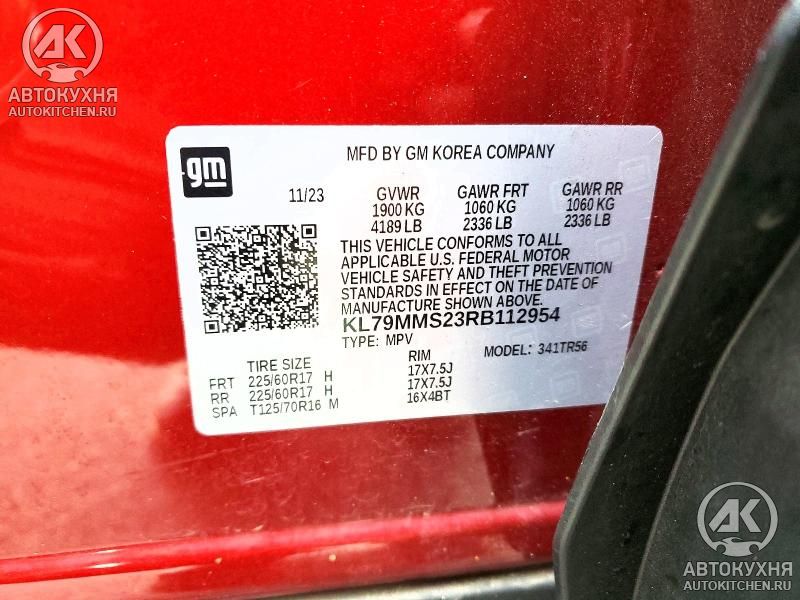 AK
АВТОКУХНЯ
AUTOKITCHEN.RU
gm
MFD BY GM KOREA COMPANY
11/23 GVWR GAWR FRT GAWR RR
1900 KG 1060 KG 1060 KG
4189 LB 2336 LB 2336 LB
THIS VEHICLE CONFORMS TO ALL
APPLICABLE U.S. FEDERAL MOTOR
VEHICLE SAFETY AND THEFT PREVENTION
STANDARDS IN EFFECT ON THE DATE OF
MANUFACTURE SHOWN ABOVE.
KL79MMS23RB112954
TYPE: MPV MODEL: 341TR56
TIRE SIZE RIM
FRT 225/60R17 H 17X7.5J
RR 225/60R17 H 17X7.5J
SPA T125/70R16 M 16X4BT
AK
АВТОКУХНЯ
AUTOKITCHEN.RU